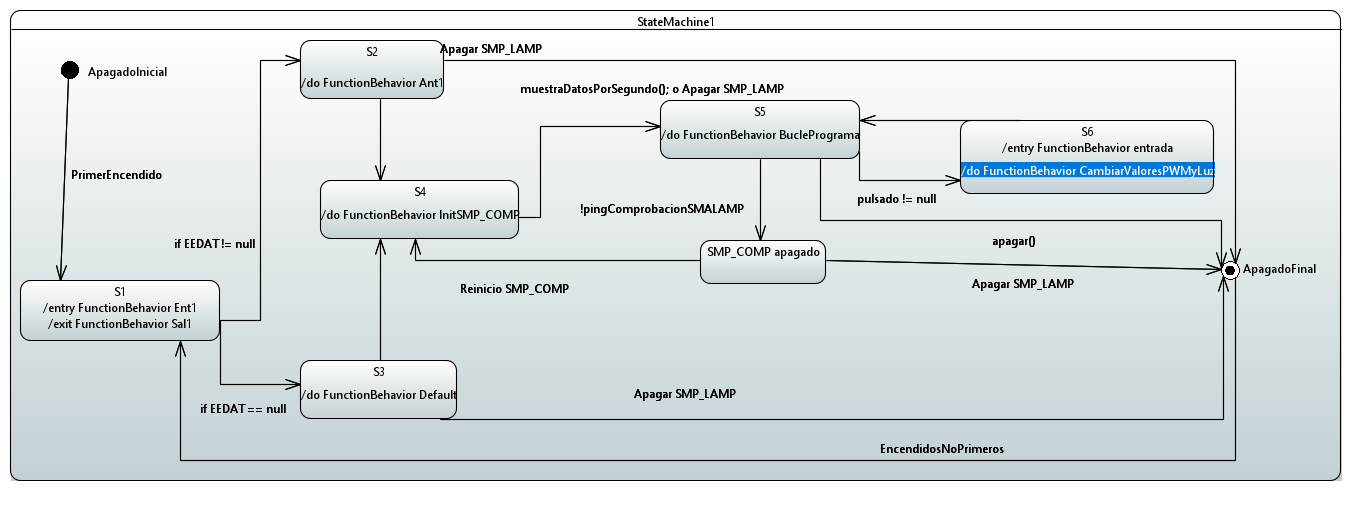 StateMachine1
ApagadoInicial
S2
/do FunctionBehavior Ant1
Apagar SMP_LAMP
muestraDatosPorSegundo(); o Apagar SMP_LAMP
S5
/do FunctionBehavior BuclePrograma
S6
/entry FunctionBehavior entrada
/do FunctionBehavior CambiarValoresPWMyLuz
PrimerEncendido
S4
/do FunctionBehavior InitSMP_COMP
pulsado != null
!pingComprobacionSMALAMP
if EEDAT != null
apagar()
SMP_COMP apagado
ApagadoFinal
Reinicio SMP_COMP
Apagar SMP_LAMP
S1
/entry FunctionBehavior Ent1
/exit FunctionBehavior Sal1
S3
/do FunctionBehavior Default
Apagar SMP_LAMP
if EEDAT == null
EncendidosNoPrimeros